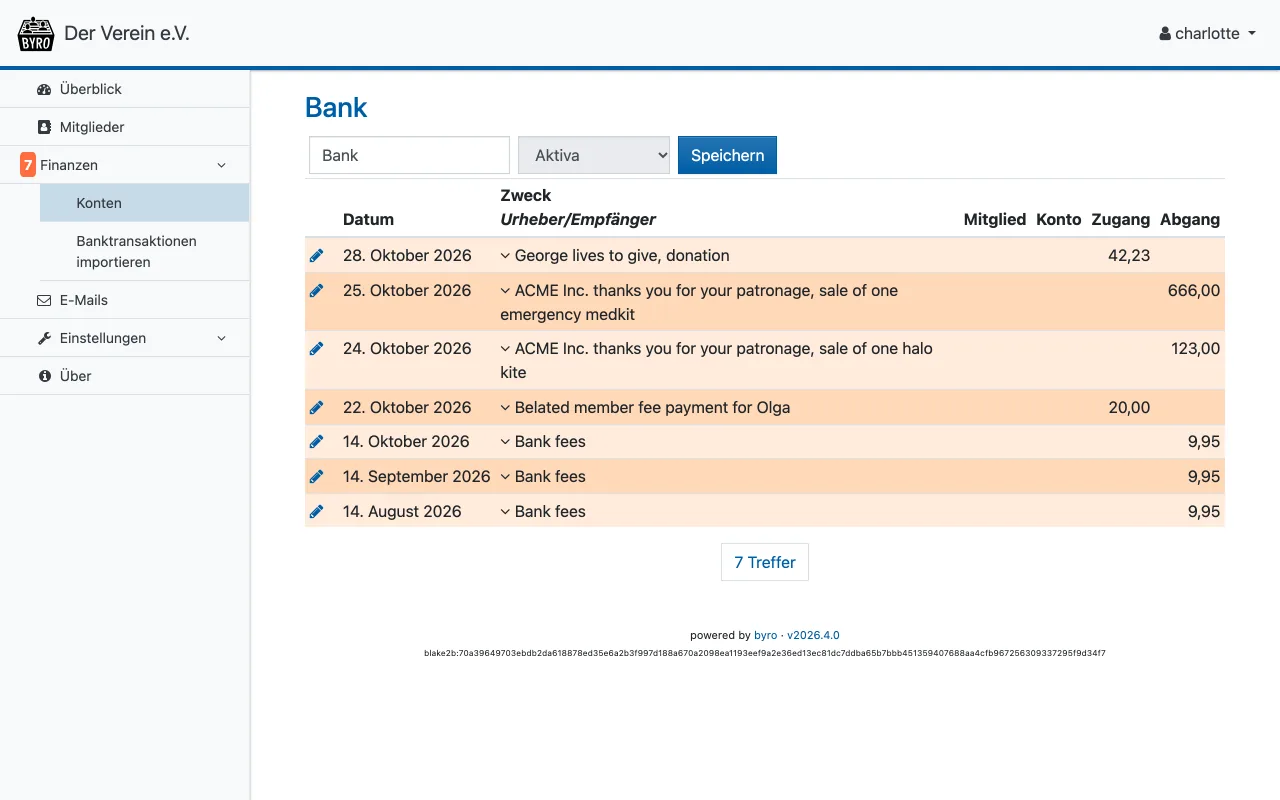 BYRO Der Verein e.V.
charlotte
Überblick
Mitglieder
7 Finanzen
Konten
Banktransaktionen
importieren
E-Mails
Einstellungen
Über
Bank
Bank Aktiva Speichern
Zweck
Datum Urheber/Empfänger Mitglied Konto Zugang Abgang
28. Oktober 2026 George lives to give, donation 42,23
25. Oktober 2026 ACME Inc. thanks you for your patronage, sale of one 666,00
emergency medkit
24. Oktober 2026 ACME Inc. thanks you for your patronage, sale of one halo 123,00
kite
22. Oktober 2026 Belated member fee payment for Olga 20,00
14. Oktober 2026 Bank fees 9,95
14. September 2026 Bank fees 9,95
14. August 2026 Bank fees 9,95
7 Treffer
powered by byro · v2026.4.0
blake2b:70a39649703ebdb2da618878ed35e6a2b3f997d188a670a2098ea1193eef9a2e36ed13ec81dc7ddba65b7bbb451359407688aa4cfb967256309337295f9d34f7